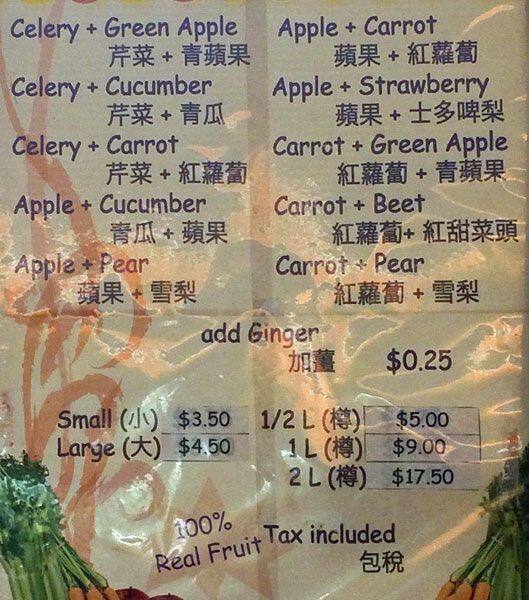 Celery + Green Apple
芹菜 + 青蘋果
Celery + Cucumber
芹菜 + 青瓜
Celery + Carrot
芹菜 + 紅蘿蔔
Apple + Cucumber
青瓜 + 蘋果
Apple + Pear
蘋果 + 雪梨
Apple + Carrot
蘋果 + 紅蘿蔔
Apple + Strawberry
蘋果 + 士多啤梨
Carrot + Green Apple
紅蘿蔔 + 青蘋果
Carrot + Beet
紅蘿蔔+ 紅甜菜頭
Carrot + Pear
紅蘿蔔 + 雪梨
add Ginger
加薑 $0.25
Small (小) $3.50
Large (大) $4.50
1/2 L (樽) $5.00
1 L (樽) $9.00
2 L (樽) $17.50
100%
Real Fruit
Tax included
包稅